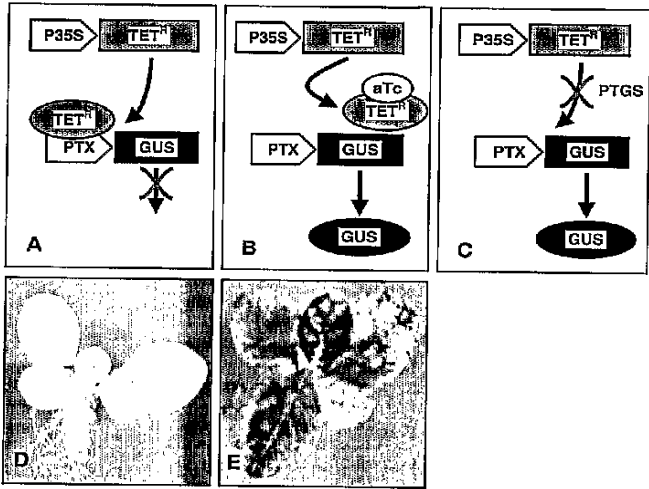 P35S TETR
TETR
PTX GUS
A
P35S TETR
aTc
TETR
PTX GUS
GUS
B
P35S TETR
PTGS
PTX GUS
GUS
C
D
E